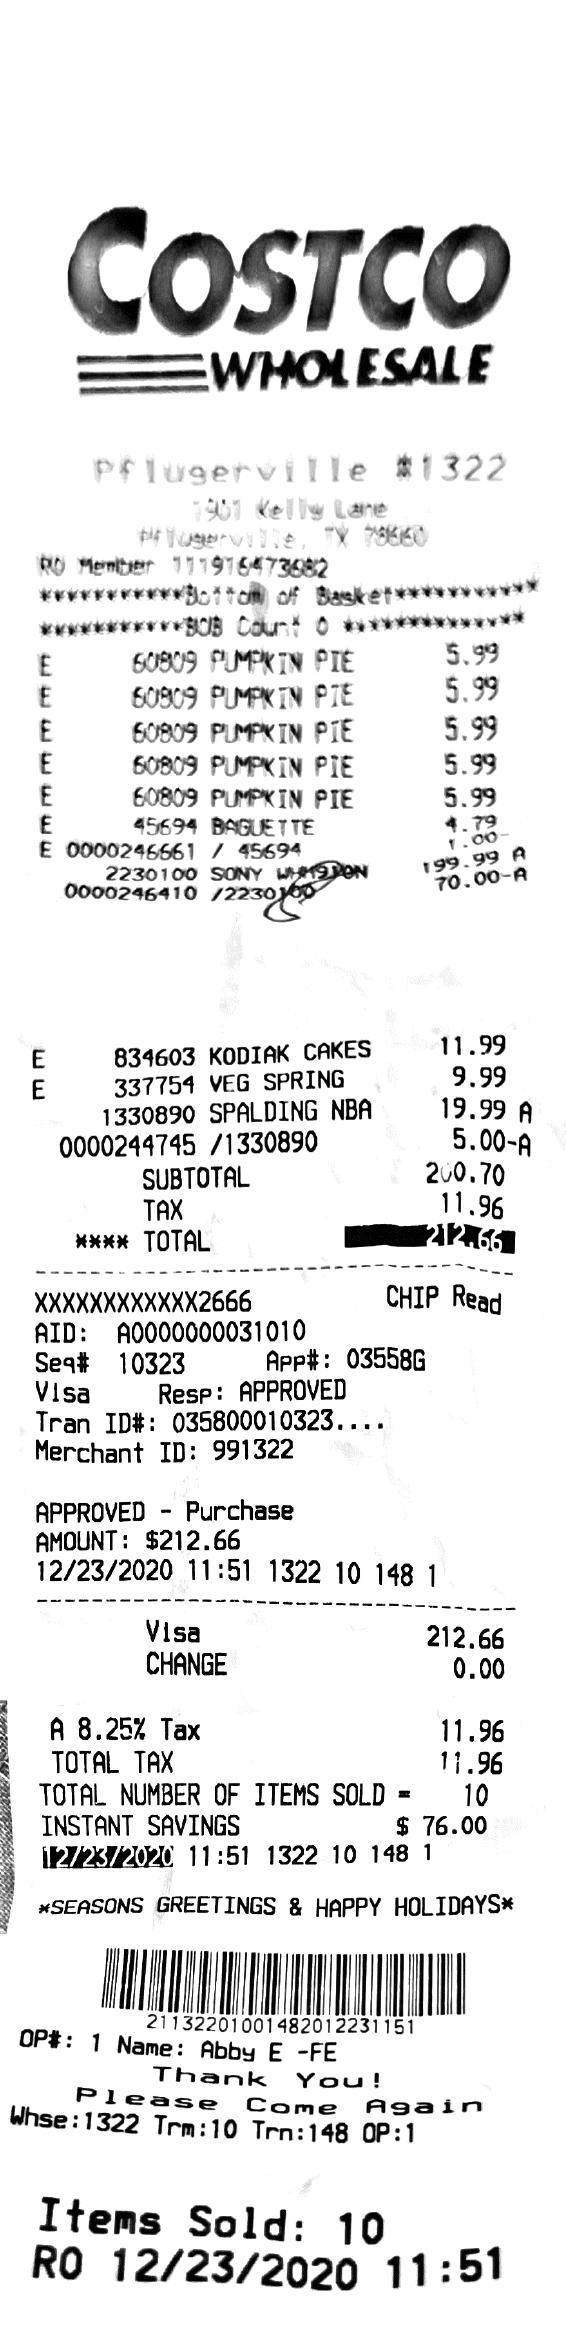 COSTCO
WHOLESALE
Pflugerville #1322
1901 Kelly Lane
Pflugerville, TX 78660
RO Member 111916473682
***********Bottom of Basket***********
***********BOB Count 0 **************
E 60809 PUMPKIN PIE 5.99
E 60809 PUMPKIN PIE 5.99
E 60809 PUMPKIN PIE 5.99
E 60809 PUMPKIN PIE 5.99
E 60809 PUMPKIN PIE 5.99
E 45694 BAGUETTE 4.79
E 0000246661 / 45694 1.00-
2230100 SONY 199.99 A
0000246410 /2230100 70.00-A
E 834603 KODIAK CAKES 11.99
E 337754 VEG SPRING 9.99
1330890 SPALDING NBA 19.99 A
0000244745 /1330890 5.00-A
SUBTOTAL 200.70
TAX 11.96
**** TOTAL 212.66
XXXXXXXXXXXX2666 CHIP Read
AID: A0000000031010
Seq# 10323 App#: 03558G
Visa Resp: APPROVED
Tran ID#: 035800010323....
Merchant ID: 991322
APPROVED - Purchase
AMOUNT: $212.66
12/23/2020 11:51 1322 10 148 1
Visa 212.66
CHANGE 0.00
A 8.25% Tax 11.96
TOTAL TAX 11.96
TOTAL NUMBER OF ITEMS SOLD = 10
INSTANT SAVINGS $ 76.00
12/23/2020 11:51 1322 10 148 1
*SEASONS GREETINGS & HAPPY HOLIDAYS*
21132201001482012231151
OP#: 1 Name: Abby E -FE
Thank You!
Please Come Again
Whse:1322 Trm:10 Trn:148 OP:1
Items Sold: 10
RO 12/23/2020 11:51